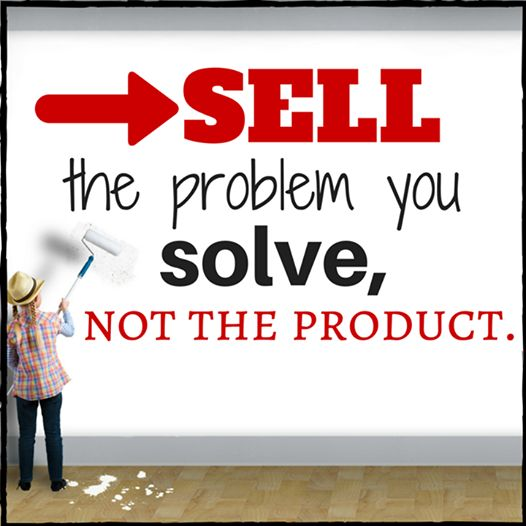 SELL
the problem you
solve,
NOT THE PRODUCT.